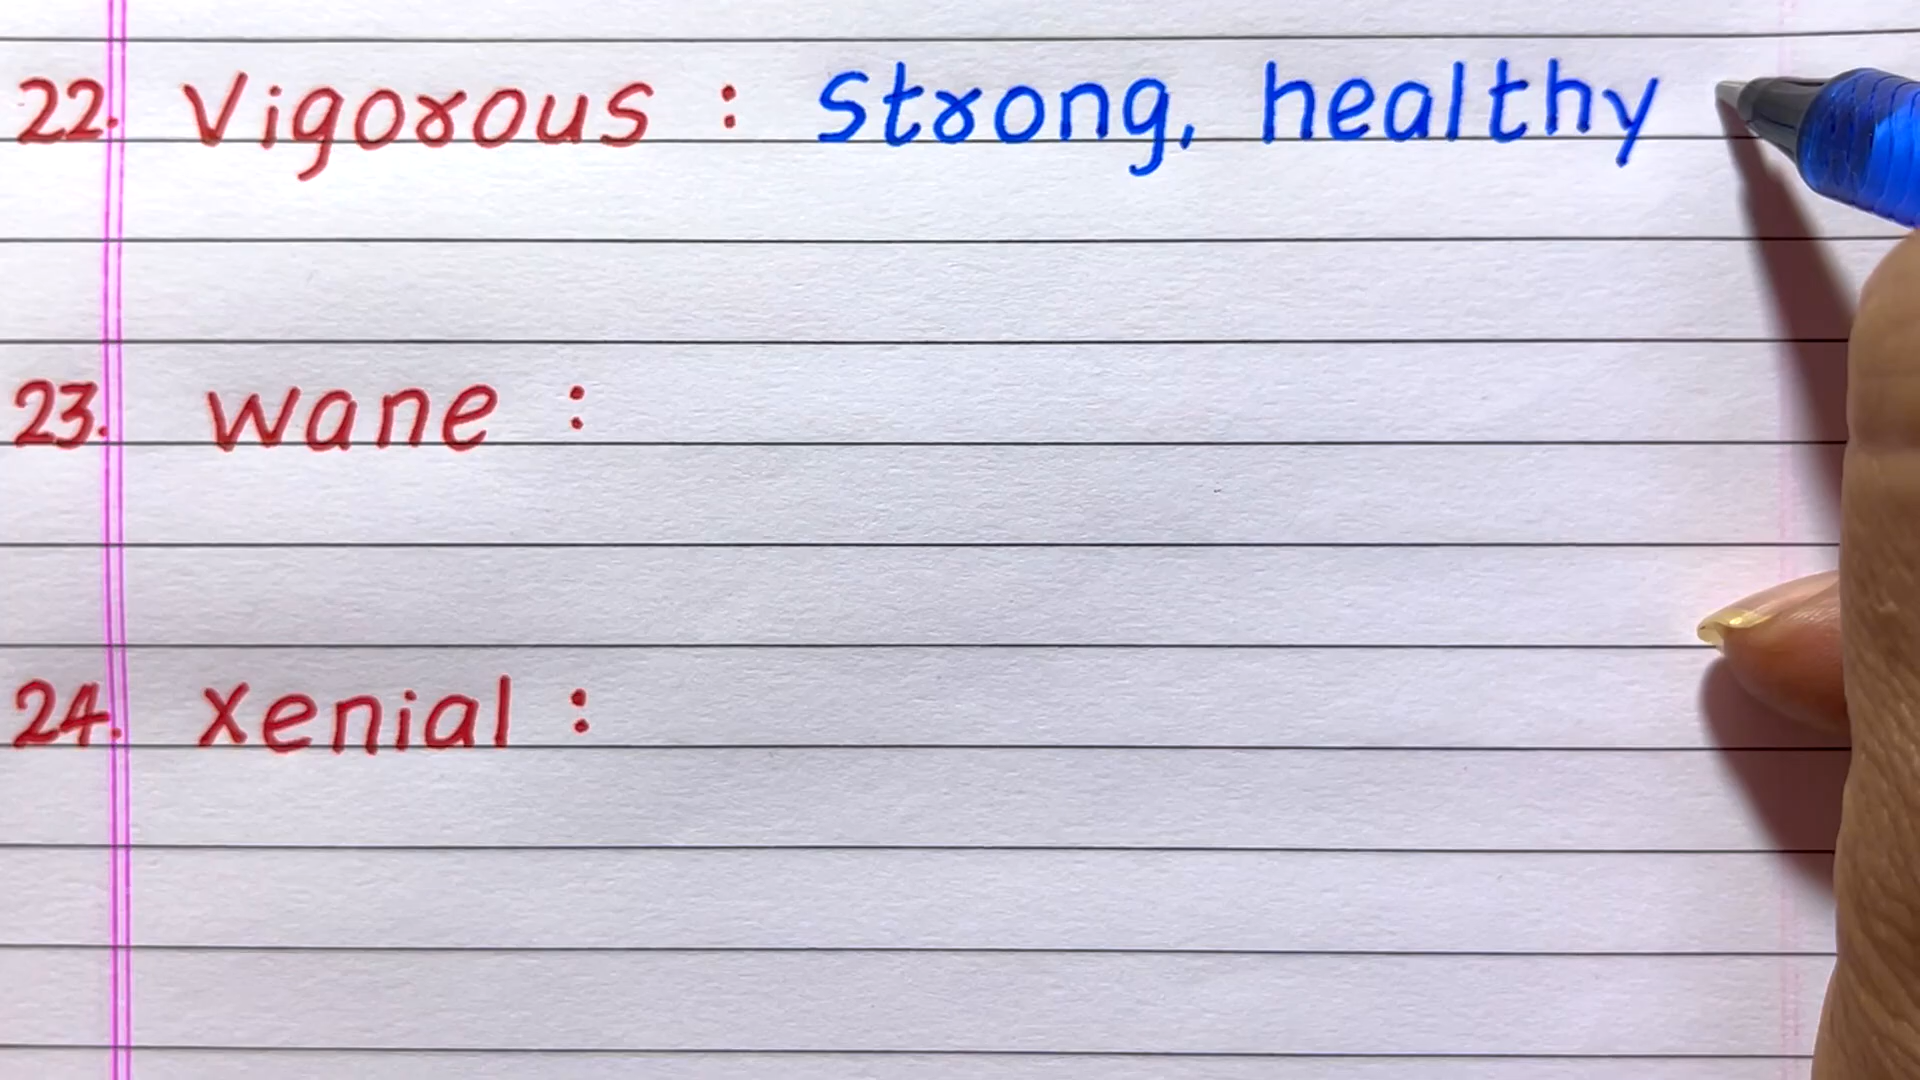 22. Vigorous : Strong, healthy
23. wane :
24. xenial :